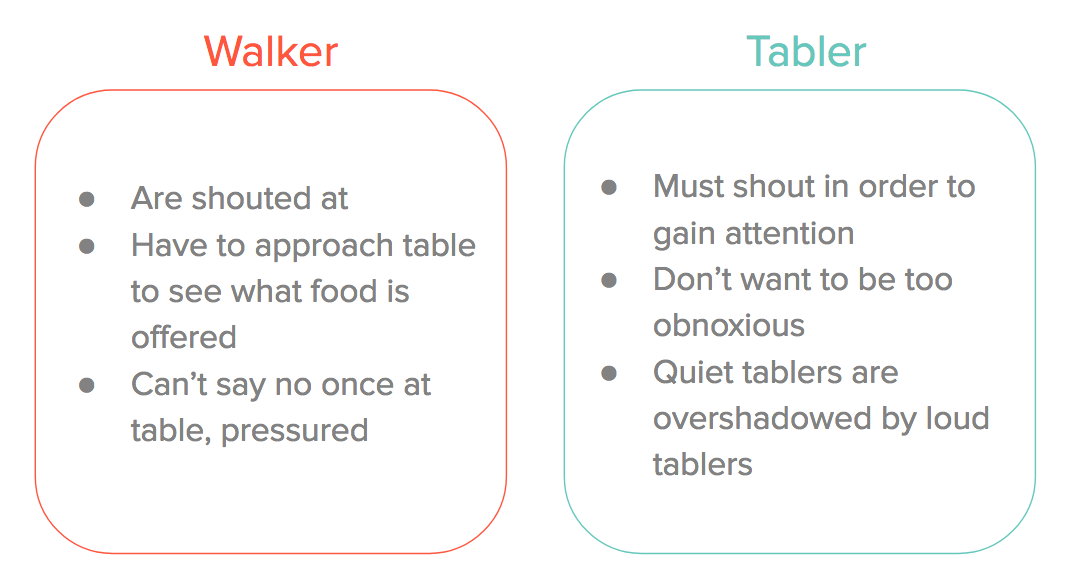 Walker
● Are shouted at
● Have to approach table
to see what food is
offered
● Can’t say no once at
table, pressured
Tabler
● Must shout in order to
gain attention
● Don’t want to be too
obnoxious
● Quiet tablers are
overshadowed by loud
tablers